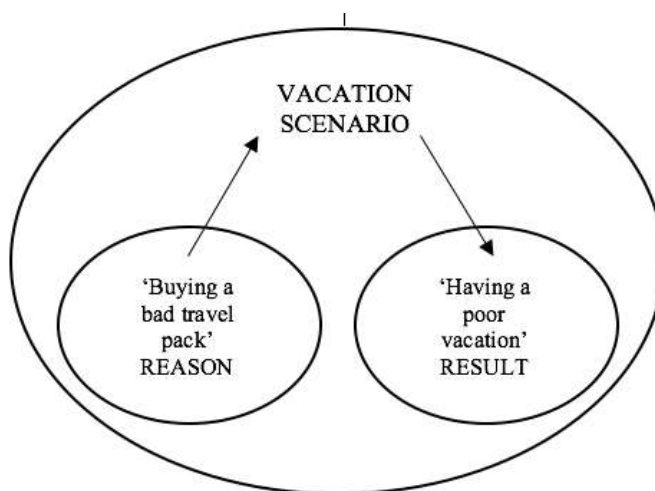 VACATION
SCENARIO
‘Buying a
bad travel
pack’
REASON
‘Having a
poor
vacation’
RESULT